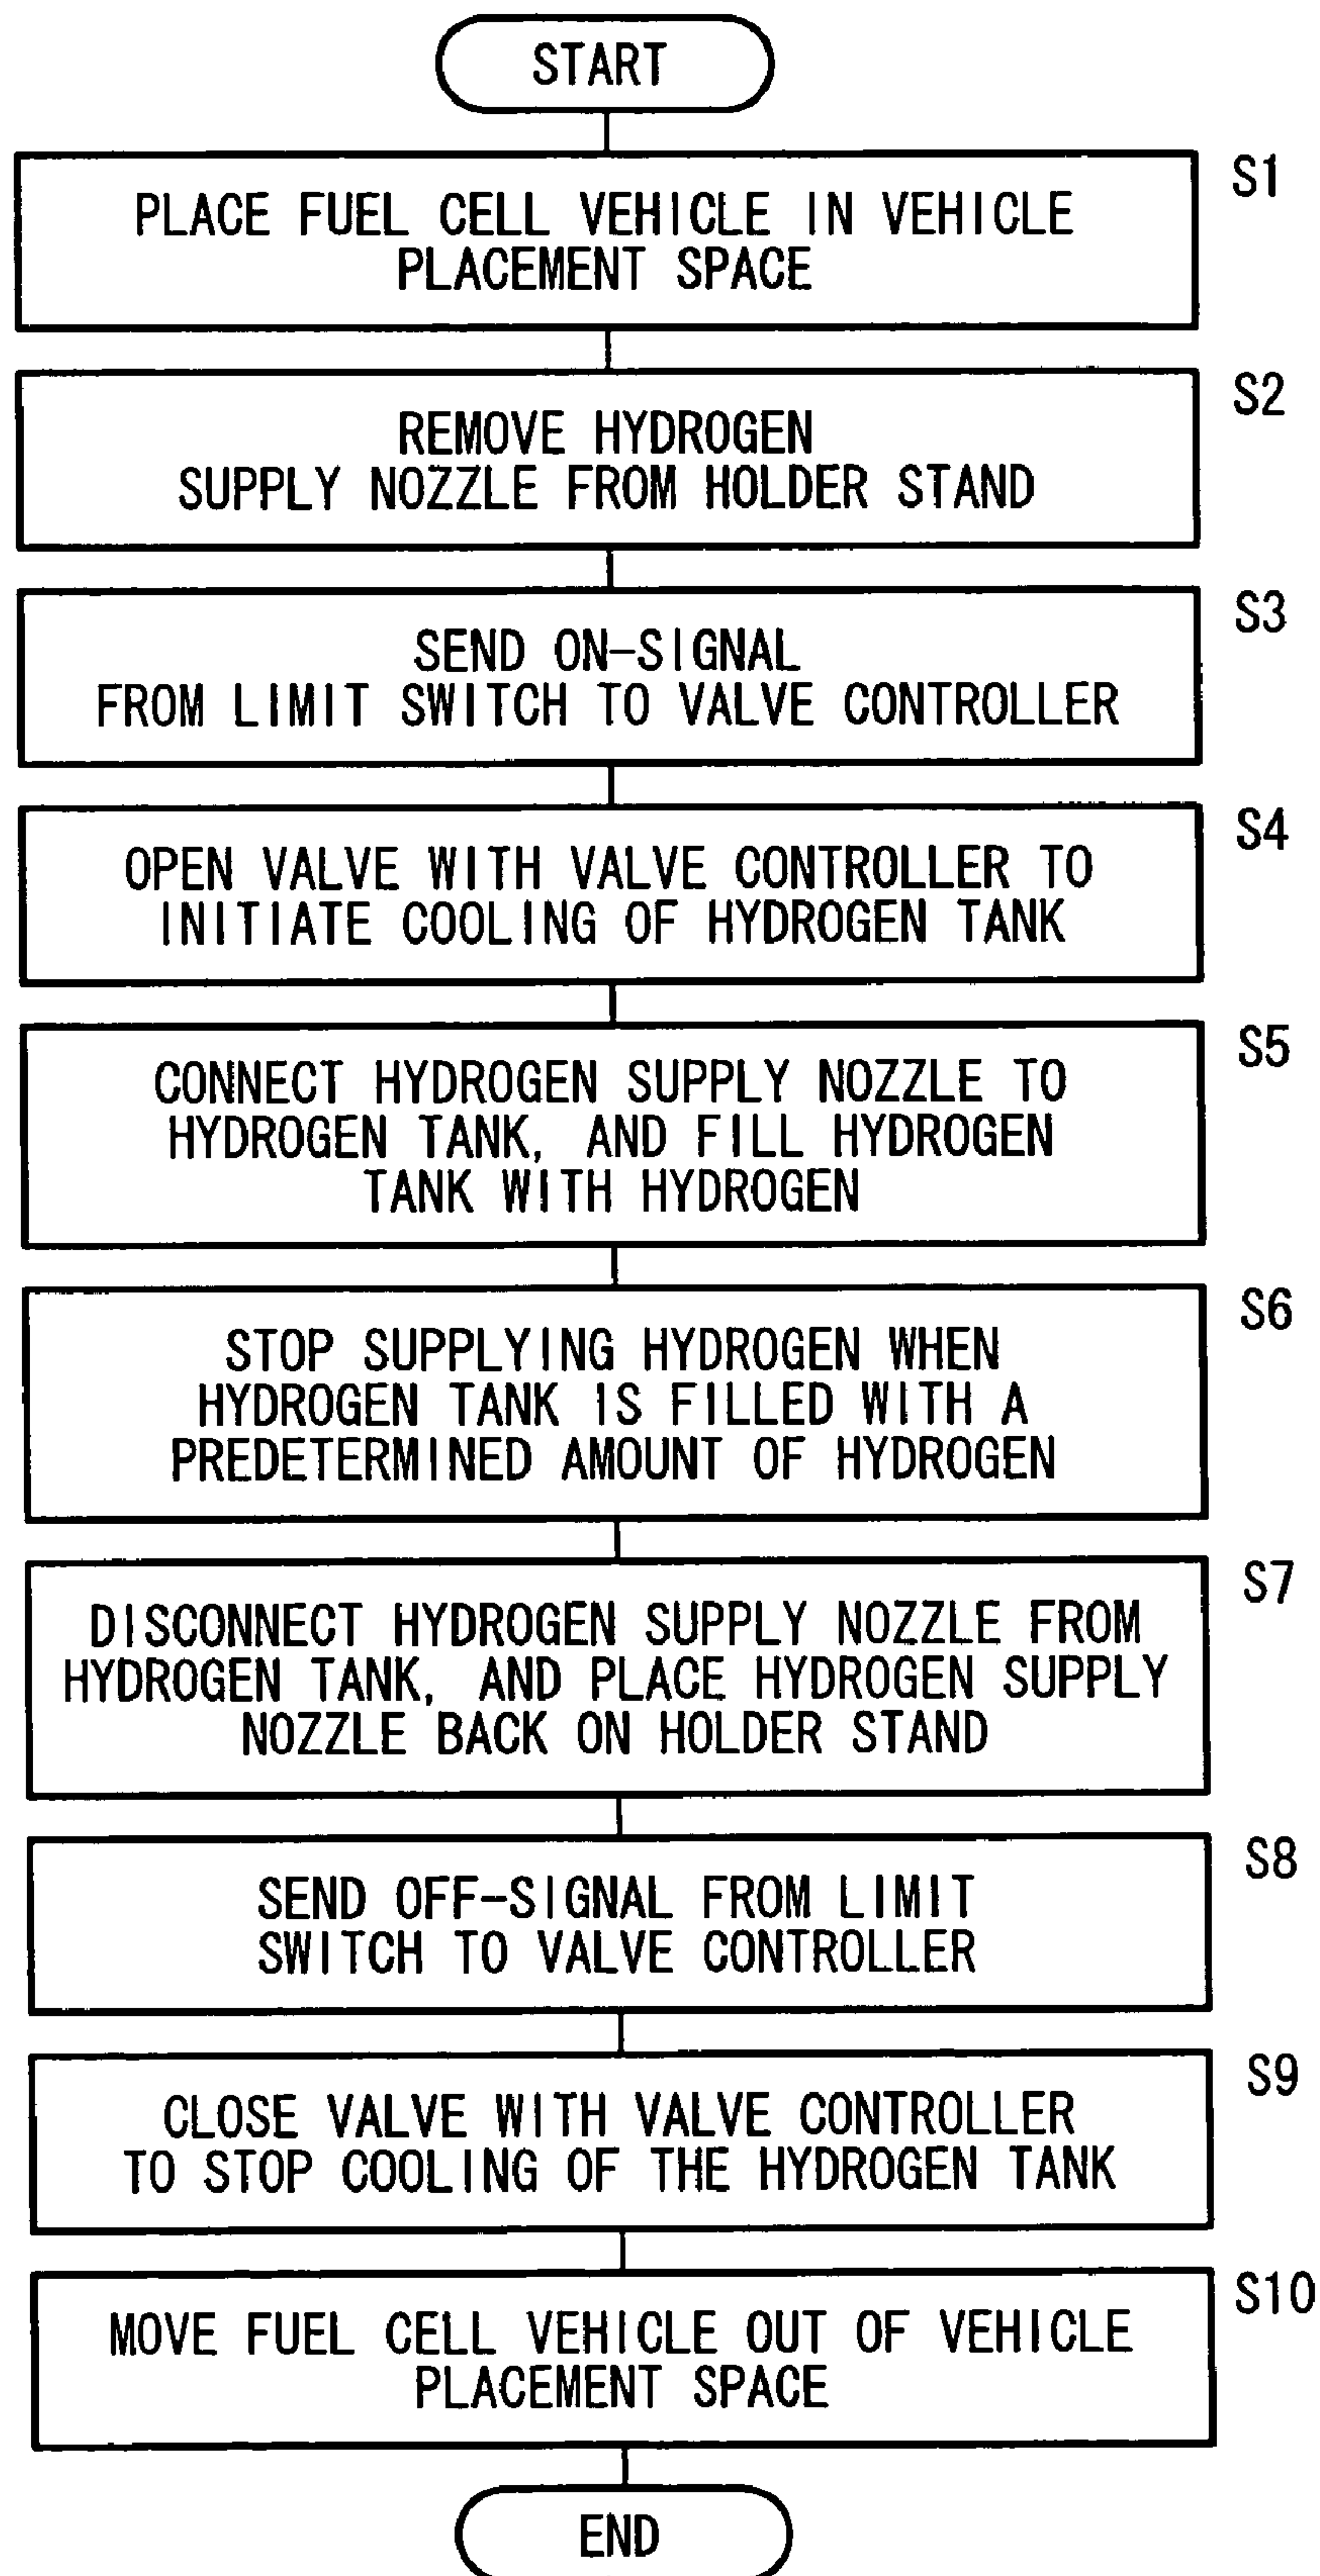 START
S1
PLACE FUEL CELL VEHICLE IN VEHICLE
PLACEMENT SPACE
S2
REMOVE HYDROGEN
SUPPLY NOZZLE FROM HOLDER STAND
S3
SEND ON-SIGNAL
FROM LIMIT SWITCH TO VALVE CONTROLLER
S4
OPEN VALVE WITH VALVE CONTROLLER TO
INITIATE COOLING OF HYDROGEN TANK
S5
CONNECT HYDROGEN SUPPLY NOZZLE TO
HYDROGEN TANK, AND FILL HYDROGEN
TANK WITH HYDROGEN
S6
STOP SUPPLYING HYDROGEN WHEN
HYDROGEN TANK IS FILLED WITH A
PREDETERMINED AMOUNT OF HYDROGEN
S7
DISCONNECT HYDROGEN SUPPLY NOZZLE FROM
HYDROGEN TANK, AND PLACE HYDROGEN SUPPLY
NOZZLE BACK ON HOLDER STAND
S8
SEND OFF-SIGNAL FROM LIMIT
SWITCH TO VALVE CONTROLLER
S9
CLOSE VALVE WITH VALVE CONTROLLER
TO STOP COOLING OF THE HYDROGEN TANK
S10
MOVE FUEL CELL VEHICLE OUT OF VEHICLE
PLACEMENT SPACE
END